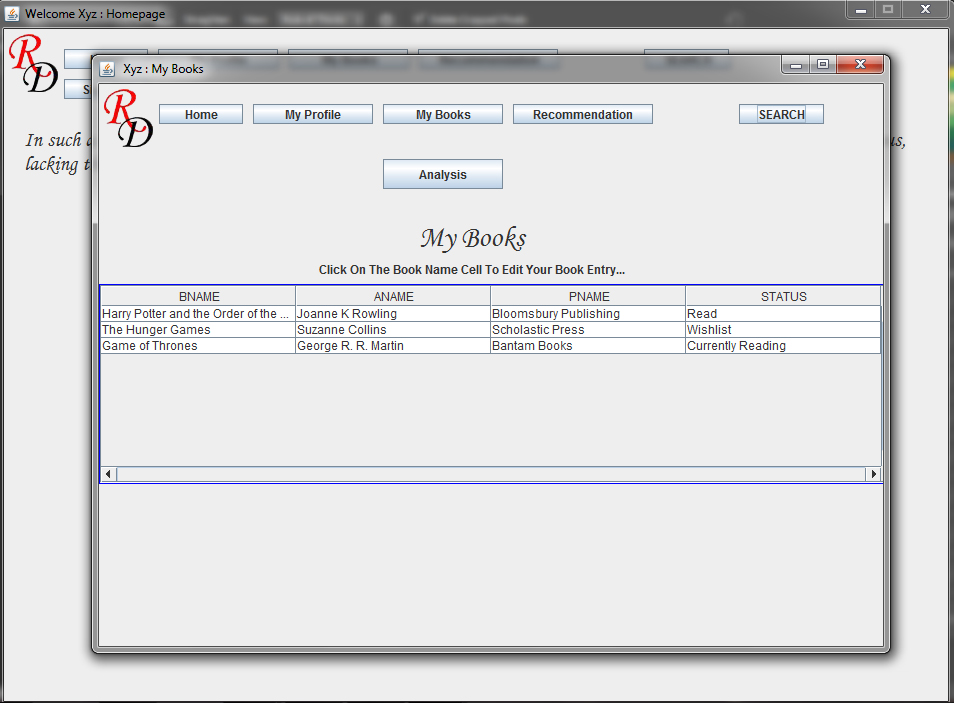 Welcome Xyz : Homepage
RD
S
In such
us,
lacking
Xyz : My Books
RD
Home My Profile My Books Recommendation SEARCH
Analysis
My Books
Click On The Book Name Cell To Edit Your Book Entry...
BNAME ANAME PNAME STATUS
Harry Potter and the Order of the ... Joanne K Rowling Bloomsbury Publishing Read
The Hunger Games Suzanne Collins Scholastic Press Wishlist
Game of Thrones George R. R. Martin Bantam Books Currently Reading